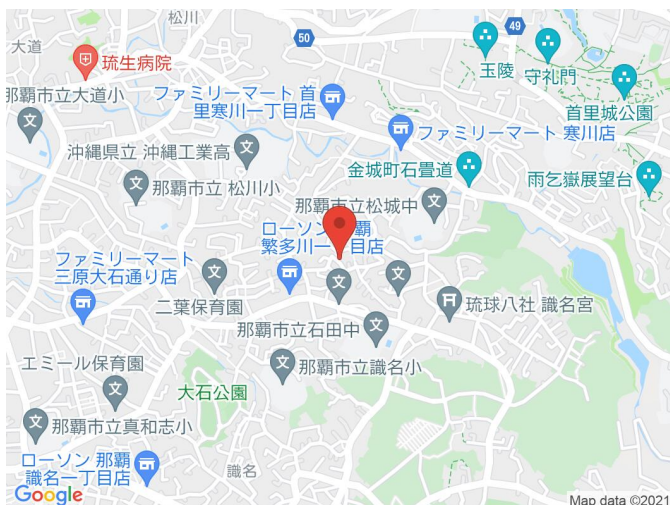 松川
大道
50
49
琉生病院
玉陵
守礼門
那覇市立大道小
ファミリーマート 首
里寒川一丁目店
首里城公園
ファミリーマート 寒川店
沖縄県立 沖縄工業高
金城町石畳道
那覇市立 松川小
雨乞嶽展望台
那覇市立松城中
ローソン 那覇
繁多川一丁目店
ファミリーマート
三原大石通り店
二葉保育園
琉球八社 識名宮
那覇市立石田中
エミール保育園
那覇市立識名小
大石公園
那覇市立真和志小
ローソン 那覇
識名一丁目店
識名
Google
Map data ©2021